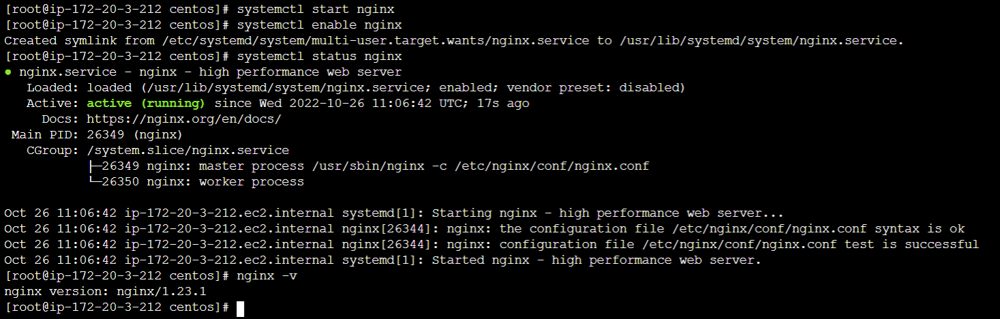 [root@ip-172-20-3-212 centos]# systemctl start nginx
[root@ip-172-20-3-212 centos]# systemctl enable nginx
Created symlink from /etc/systemd/system/multi-user.target.wants/nginx.service to /usr/lib/systemd/system/nginx.service.
[root@ip-172-20-3-212 centos]# systemctl status nginx
● nginx.service - nginx - high performance web server
   Loaded: loaded (/usr/lib/systemd/system/nginx.service; enabled; vendor preset: disabled)
   Active: active (running) since Wed 2022-10-26 11:06:42 UTC; 17s ago
     Docs: https://nginx.org/en/docs/
 Main PID: 26349 (nginx)
   CGroup: /system.slice/nginx.service
           ├─26349 nginx: master process /usr/sbin/nginx -c /etc/nginx/conf/nginx.conf
           └─26350 nginx: worker process
Oct 26 11:06:42 ip-172-20-3-212.ec2.internal systemd[1]: Starting nginx - high performance web server...
Oct 26 11:06:42 ip-172-20-3-212.ec2.internal nginx[26344]: nginx: the configuration file /etc/nginx/conf/nginx.conf syntax is ok
Oct 26 11:06:42 ip-172-20-3-212.ec2.internal nginx[26344]: nginx: configuration file /etc/nginx/conf/nginx.conf test is successful
Oct 26 11:06:42 ip-172-20-3-212.ec2.internal systemd[1]: Started nginx - high performance web server.
[root@ip-172-20-3-212 centos]# nginx -v
nginx version: nginx/1.23.1
[root@ip-172-20-3-212 centos]#